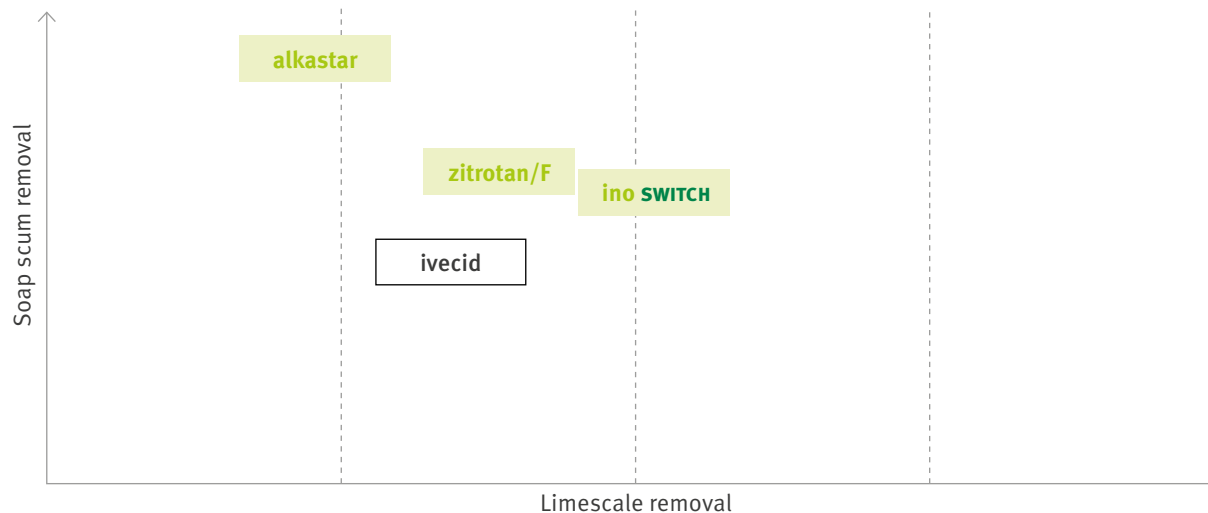 alkastar
zitrotan/F
ino SWITCH
ivecid
Soap scum removal
Limescale removal